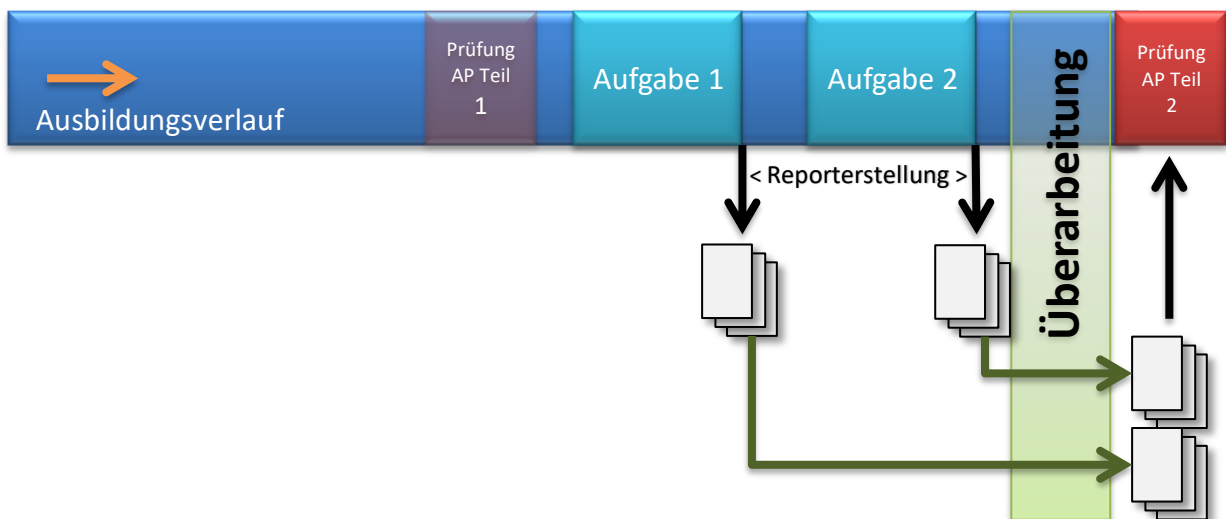 Ausbildungsverlauf
Prüfung
AP Teil
1
Aufgabe 1
Aufgabe 2
Überarbeitung
Prüfung
AP Teil
2
< Reporterstellung >